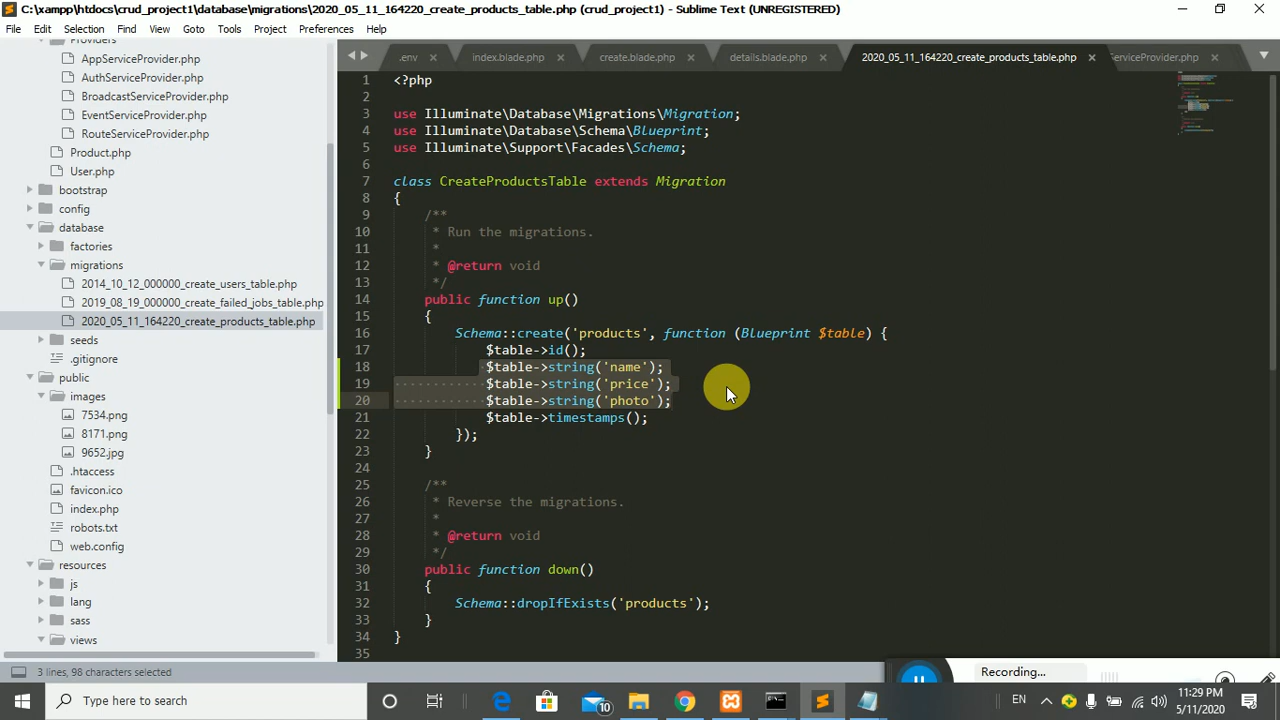 C:\xampp\htdocs\crud_project1\database\migrations\2020_05_11_164220_create_products_table.php (crud_project1) - Sublime Text (UNREGISTERED)
File Edit Selection Find View Goto Tools Project Preferences Help
Providers
AppServiceProvider.php
AuthServiceProvider.php
BroadcastServiceProvider.php
EventServiceProvider.php
RouteServiceProvider.php
Product.php
User.php
bootstrap
config
database
factories
migrations
2014_10_12_000000_create_users_table.php
2019_08_19_000000_create_failed_jobs_table.php
2020_05_11_164220_create_products_table.php
seeds
.gitignore
public
images
7534.png
8171.png
9652.jpg
.htaccess
favicon.ico
index.php
robots.txt
web.config
resources
js
lang
sass
views
.env index.blade.php create.blade.php details.blade.php 2020_05_11_164220_create_products_table.php ServiceProvider.php
1 <?php
2
3 use Illuminate\Database\Migrations\Migration;
4 use Illuminate\Database\Schema\Blueprint;
5 use Illuminate\Support\Facades\Schema;
6
7 class CreateProductsTable extends Migration
8 {
9 /**
10 * Run the migrations.
11 *
12 * @return void
13 */
14 public function up()
15 {
16 Schema::create('products', function (Blueprint $table) {
17 $table->id();
18 $table->string('name');
19 $table->string('price');
20 $table->string('photo');
21 $table->timestamps();
22 });
23 }
24
25 /**
26 * Reverse the migrations.
27 *
28 * @return void
29 */
30 public function down()
31 {
32 Schema::dropIfExists('products');
33 }
34 }
35
3 lines, 98 characters selected
Recording...
Type here to search
10
EN
11:29 PM
5/11/2020